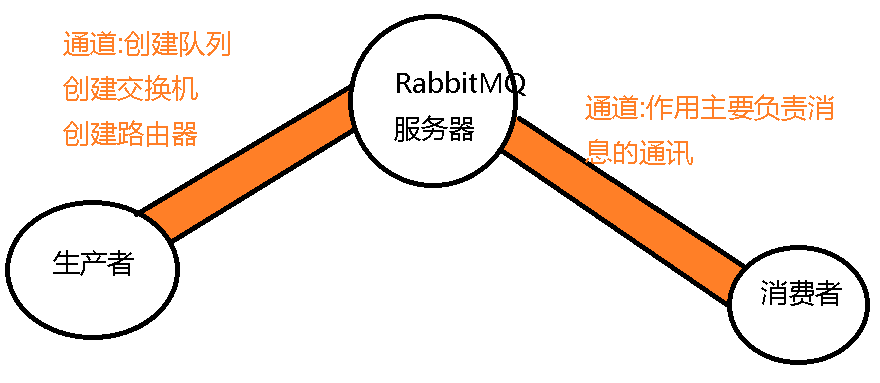 通道:创建队列
创建交换机
创建路由器
RabbitMQ
服务器
通道:作用主要负责消
息的通讯
生产者
消费者